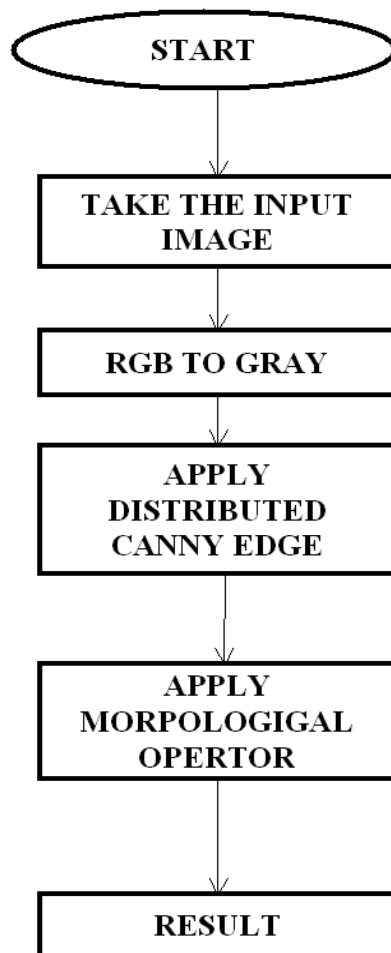 START
TAKE THE INPUT
IMAGE
RGB TO GRAY
APPLY
DISTRIBUTED
CANNY EDGE
APPLY
MORPOLOGIGAL
OPERTOR
RESULT